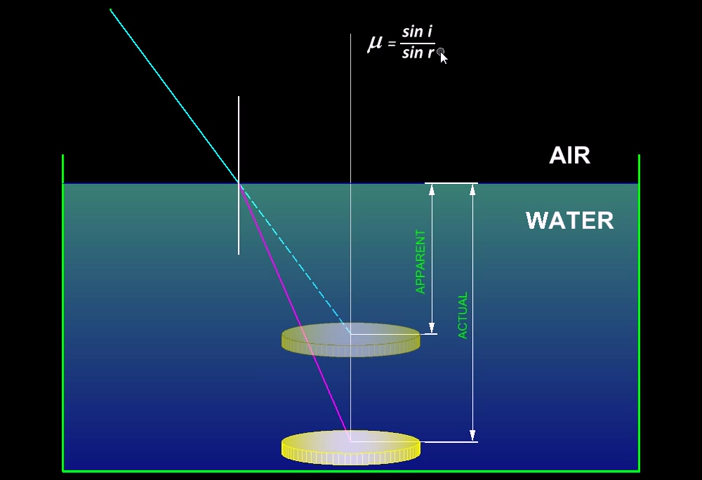 μ = sin i
sin r
AIR
WATER
APPARENT
ACTUAL